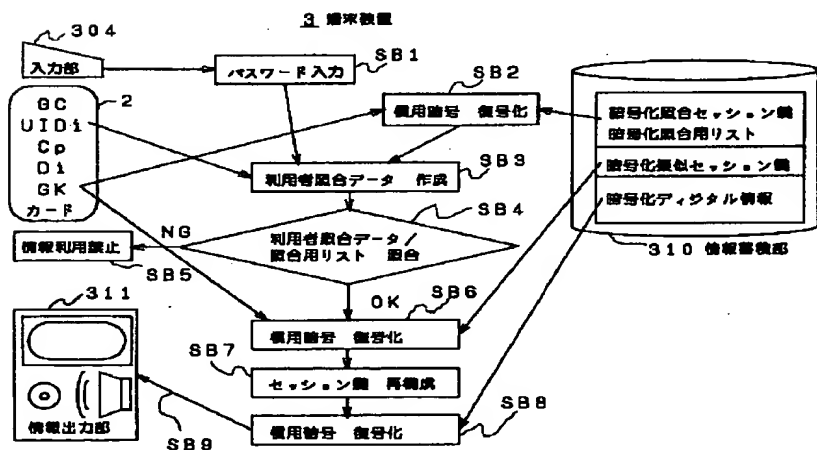 3 端末装置
304
入力部
SB1
パスワード入力
SB2
慣用暗号 復号化
暗号化照合セッション鍵
暗号化照合用リスト
暗号化類似セッション鍵
暗号化ディジタル情報
310 情報蓄積部
2
GC
UIDi
Cp
Di
GK
カード
SB3
利用者照合データ 作成
SB4
NG
利用者照合データ/
照合用リスト 照合
情報利用禁止
SB5
OK
SB6
慣用暗号 復号化
311
SB7
セッション鍵 再構成
情報出力部
SB9
慣用暗号 復号化
SB8